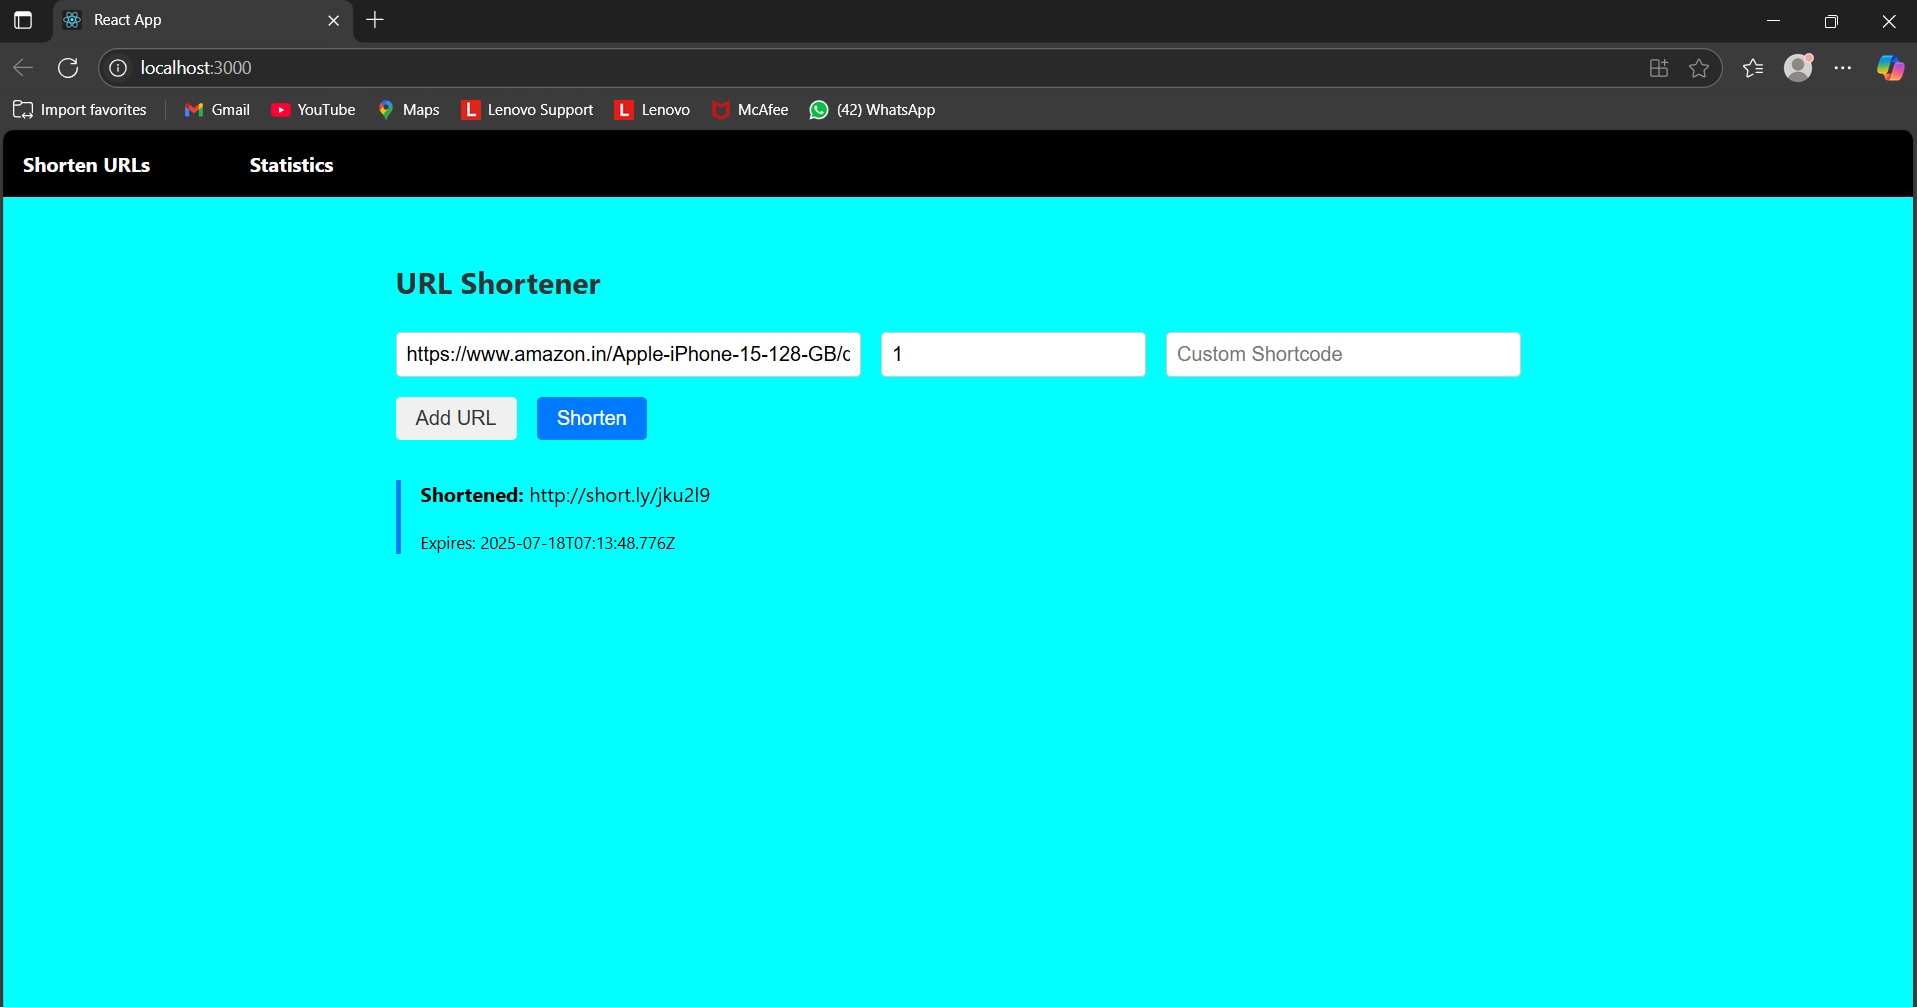 React App
localhost:3000
Import favorites Gmail YouTube Maps L Lenovo Support L Lenovo McAfee (42) WhatsApp
Shorten URLs Statistics
URL Shortener
https://www.amazon.in/Apple-iPhone-15-128-GB/c 1 Custom Shortcode
Add URL Shorten
Shortened: http://short.ly/jku2l9
Expires: 2025-07-18T07:13:48.776Z